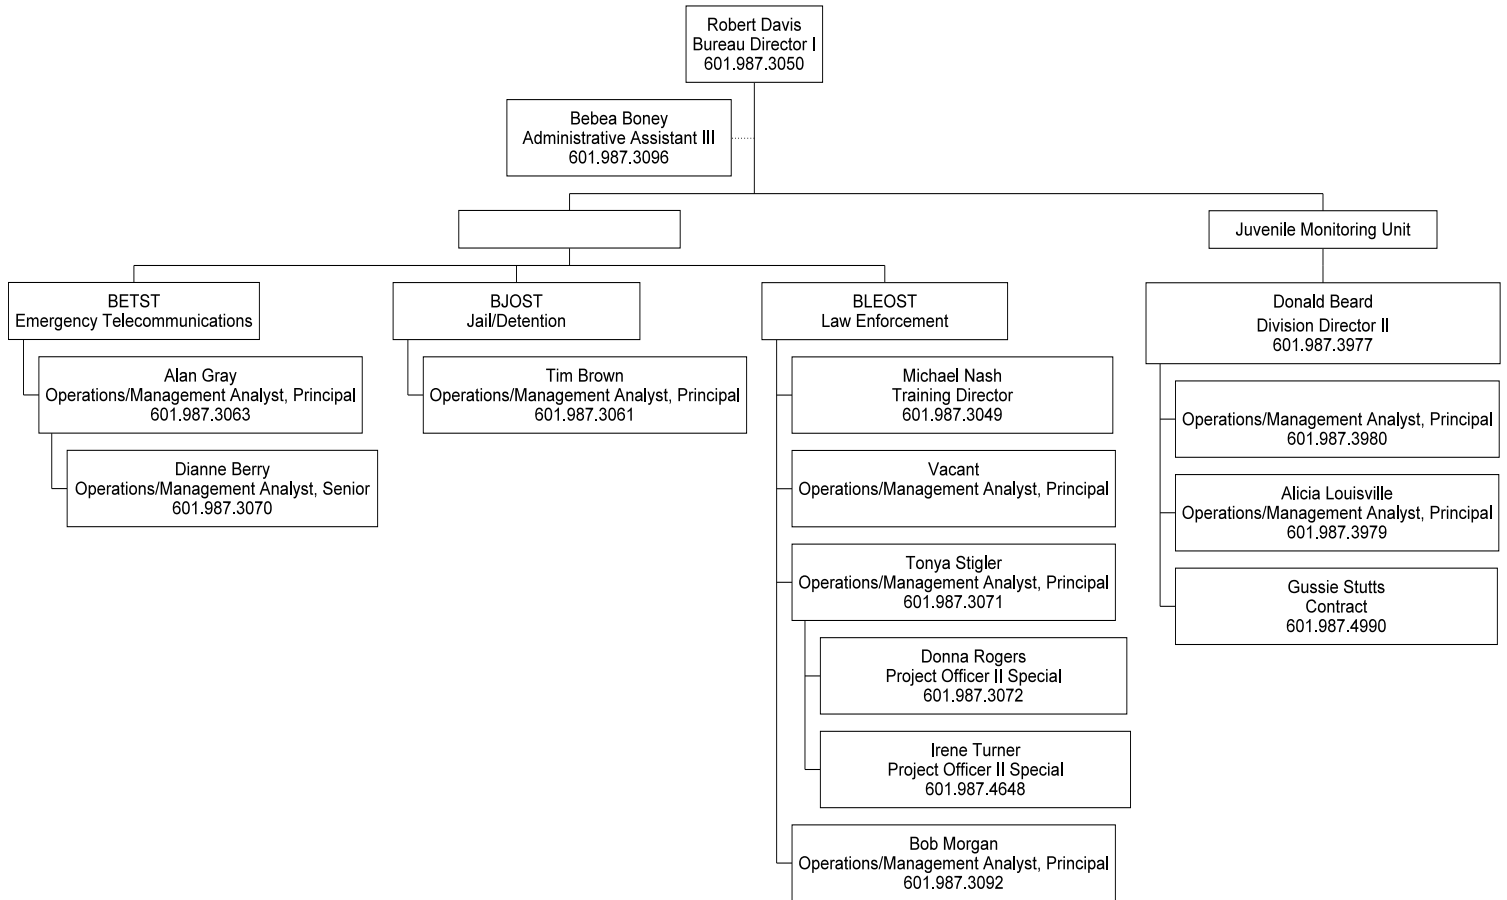 Robert Davis
Bureau Director I
601.987.3050
Bebea Boney
Administrative Assistant III
601.987.3096
Juvenile Monitoring Unit
BETST
Emergency Telecommunications
Alan Gray
Operations/Management Analyst, Principal
601.987.3063
Dianne Berry
Operations/Management Analyst, Senior
601.987.3070
BJOST
Jail/Detention
Tim Brown
Operations/Management Analyst, Principal
601.987.3061
BLEOST
Law Enforcement
Michael Nash
Training Director
601.987.3049
Vacant
Operations/Management Analyst, Principal
Tonya Stigler
Operations/Management Analyst, Principal
601.987.3071
Donna Rogers
Project Officer II Special
601.987.3072
Irene Turner
Project Officer II Special
601.987.4648
Bob Morgan
Operations/Management Analyst, Principal
601.987.3092
Donald Beard
Division Director II
601.987.3977
Operations/Management Analyst, Principal
601.987.3980
Alicia Louisville
Operations/Management Analyst, Principal
601.987.3979
Gussie Stutts
Contract
601.987.4990